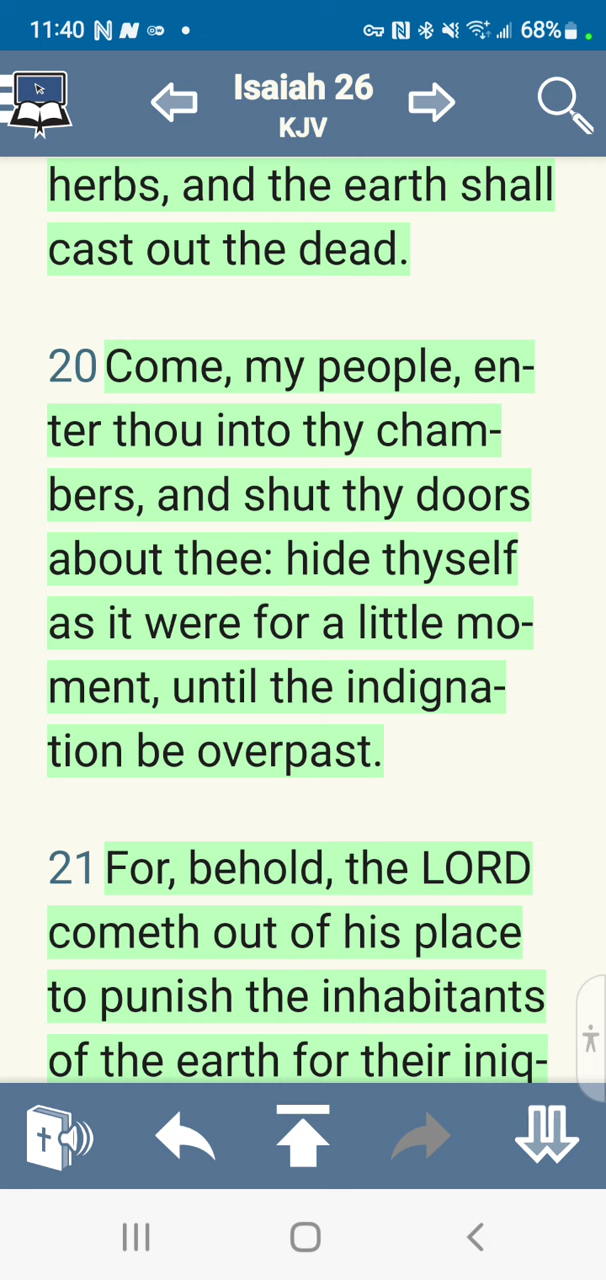 11:40 68%
Isaiah 26
KJV
herbs, and the earth shall
cast out the dead.
20 Come, my people, en-
ter thou into thy cham-
bers, and shut thy doors
about thee: hide thyself
as it were for a little mo-
ment, until the indigna-
tion be overpast.
21 For, behold, the LORD
cometh out of his place
to punish the inhabitants
of the earth for their iniq-